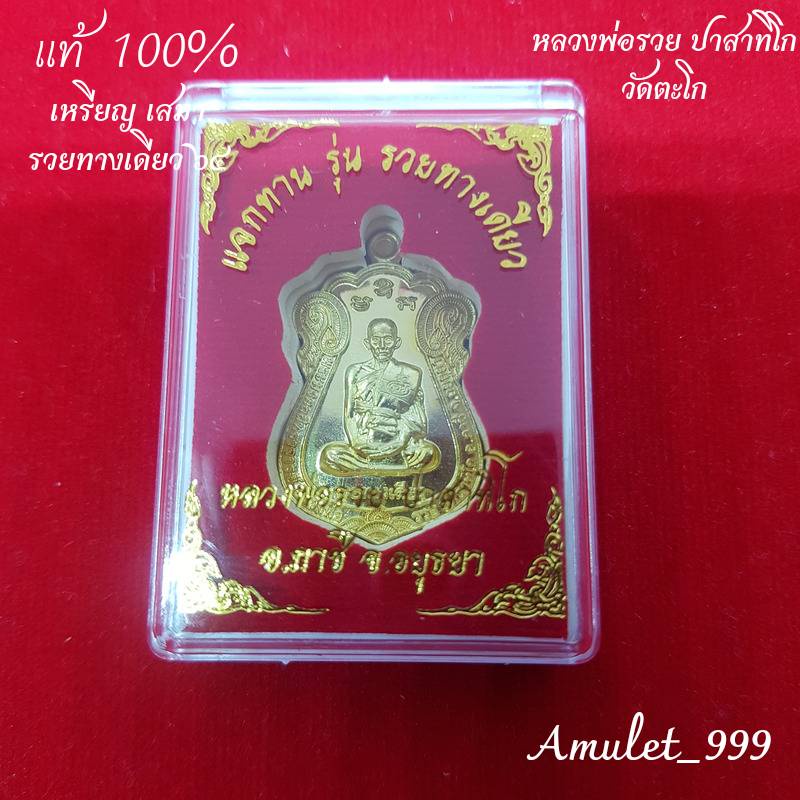 แท้ 100%
เหรียญ เสมา
รวยทางเดียว ๖๔
หลวงพ่อรวย ปาสาทิโก
วัดตะโก
แจกทาน รุ่น รวยทางเดียว
หลวงพ่อรวย ปาสาทิโก
อ.ภาชี จ.อยุธยา
Amulet_999